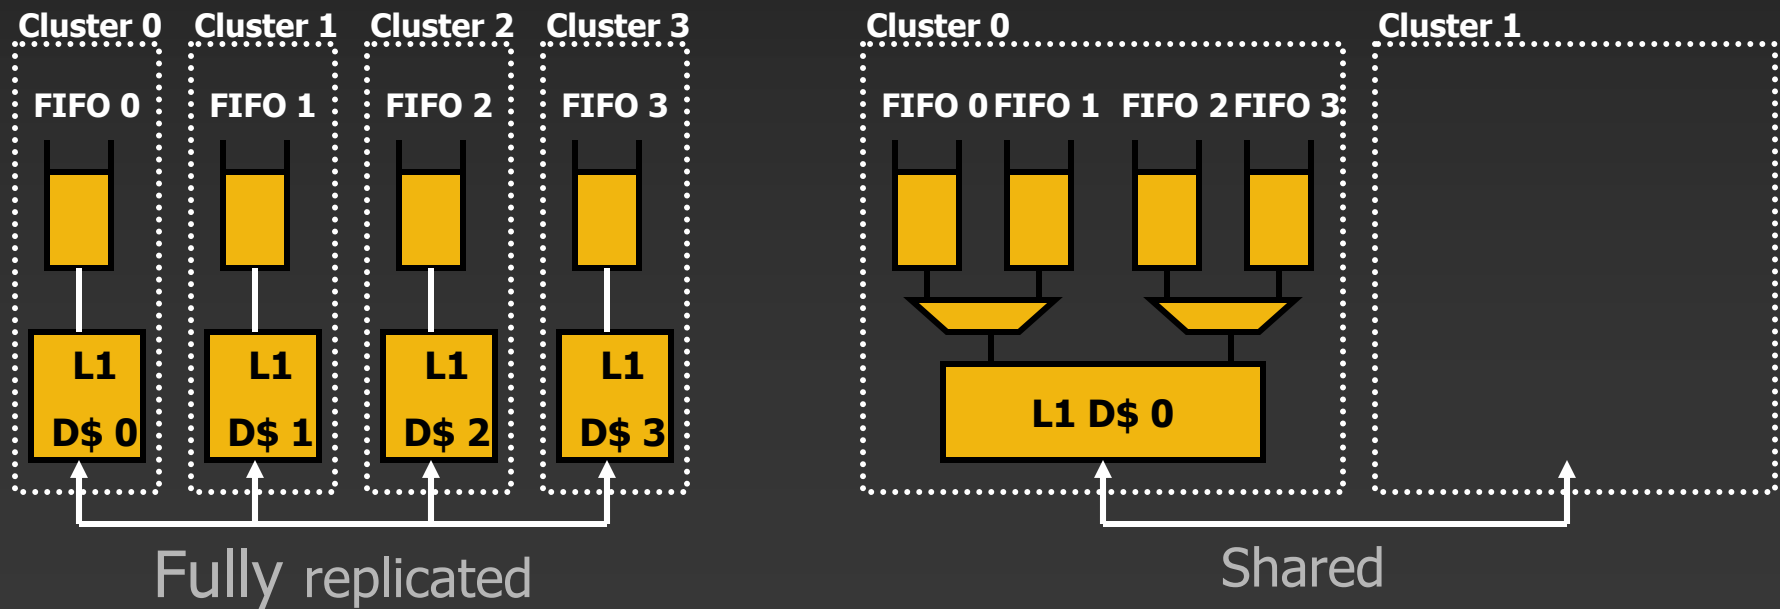 Cluster 0 Cluster 1 Cluster 2 Cluster 3 Cluster 0 Cluster 1
FIFO 0 FIFO 1 FIFO 2 FIFO 3 FIFO 0 FIFO 1 FIFO 2 FIFO 3
L1 L1 L1 L1
D$ 0 D$ 1 D$ 2 D$ 3 L1 D$ 0
Fully replicated Shared